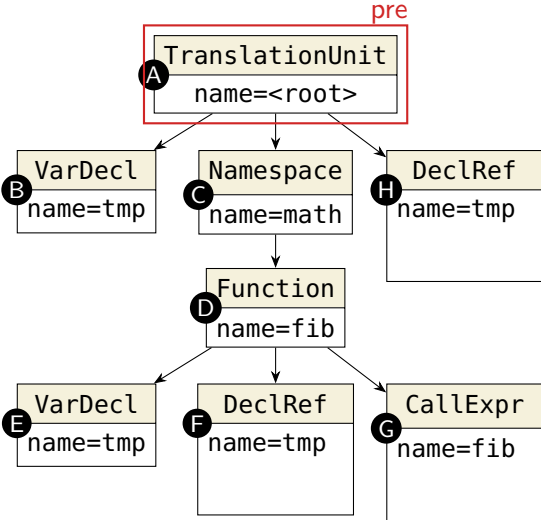 pre
TranslationUnit
A
name=<root>
VarDecl
B
name=tmp
Namespace
C
name=math
DeclRef
H
name=tmp
Function
D
name=fib
VarDecl
E
name=tmp
DeclRef
F
name=tmp
CallExpr
G
name=fib